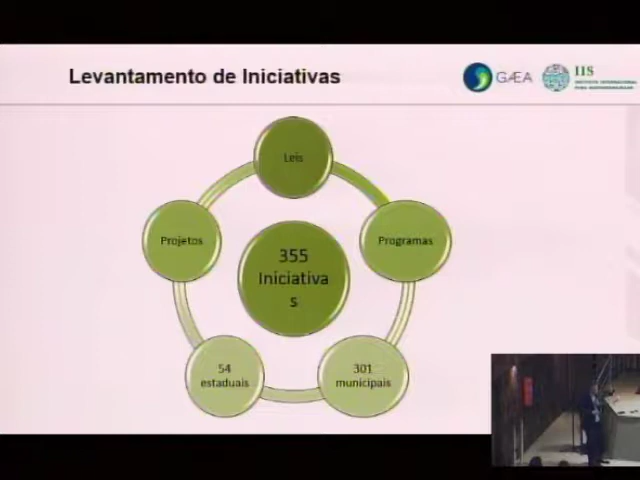 Levantamento de Iniciativas
GÆA
IIS
Leis
Projetos
Programas
355
Iniciativa
s
54
estaduais
301
municipais